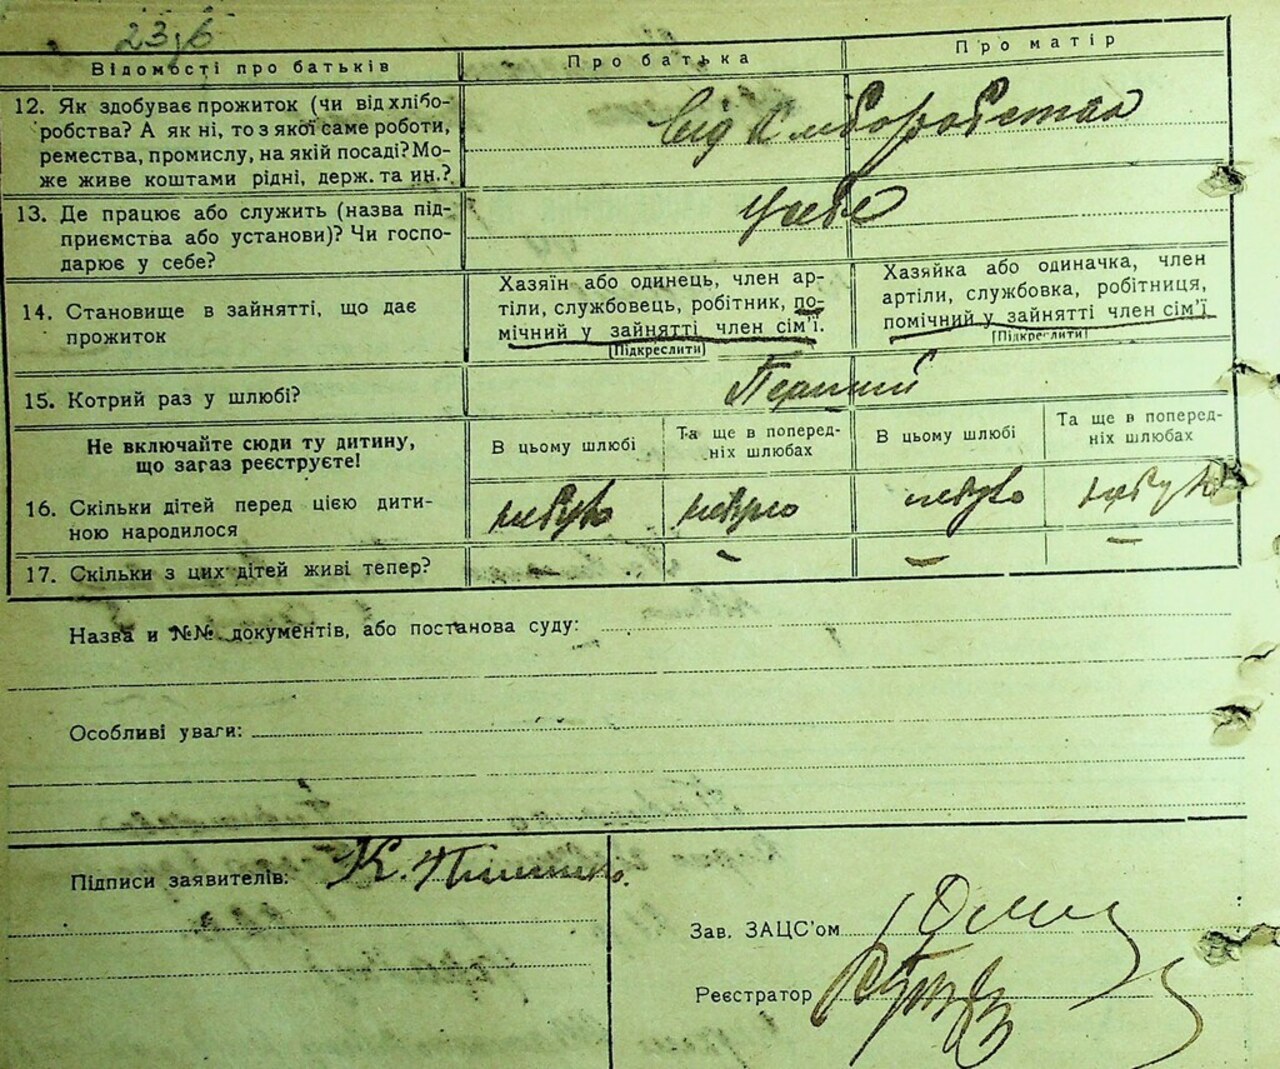 Відомості про батьків
Про батька
Про матір
12. Як здобуває прожиток (чи від хлібо-
робства? А як ні, то з якої саме роботи,
ремества, промислу, на якій посаді? Мо-
же живе коштами рідні, держ. та ин.?
Від хліборобства
13. Де працює або служить (назва під-
приємства або установи)? Чи госпо-
дарює у себе?
у себе
14. Становище в зайнятті, що дає
прожиток
Хазяїн або одинець, член ар-
тіли, службовець, робітник, по-
мічний у зайнятті член сім'ї.
(Підкреслити)
Хазяйка або одиначка, член
артіли, службовка, робітниця,
помічний у зайнятті член сім'ї
(Підкреслити)
15. Котрий раз у шлюбі?
Перший
Не включайте сюди ту дитину,
що загаз реєструєте!
В цьому шлюбі
Та ще в поперед-
ніх шлюбах
В цьому шлюбі
Та ще в поперед-
ніх шлюбах
16. Скільки дітей перед цією дити-
ною народилося
небуло
небуло
небуло
небуло
17. Скільки з цих дітей живі тепер?
—
—
—
—
Назва и №№ документів, або постанова суду:
Особливі уваги:
Підписи заявителів:
К.
Зав. ЗАЦС'ом
Реєстратор